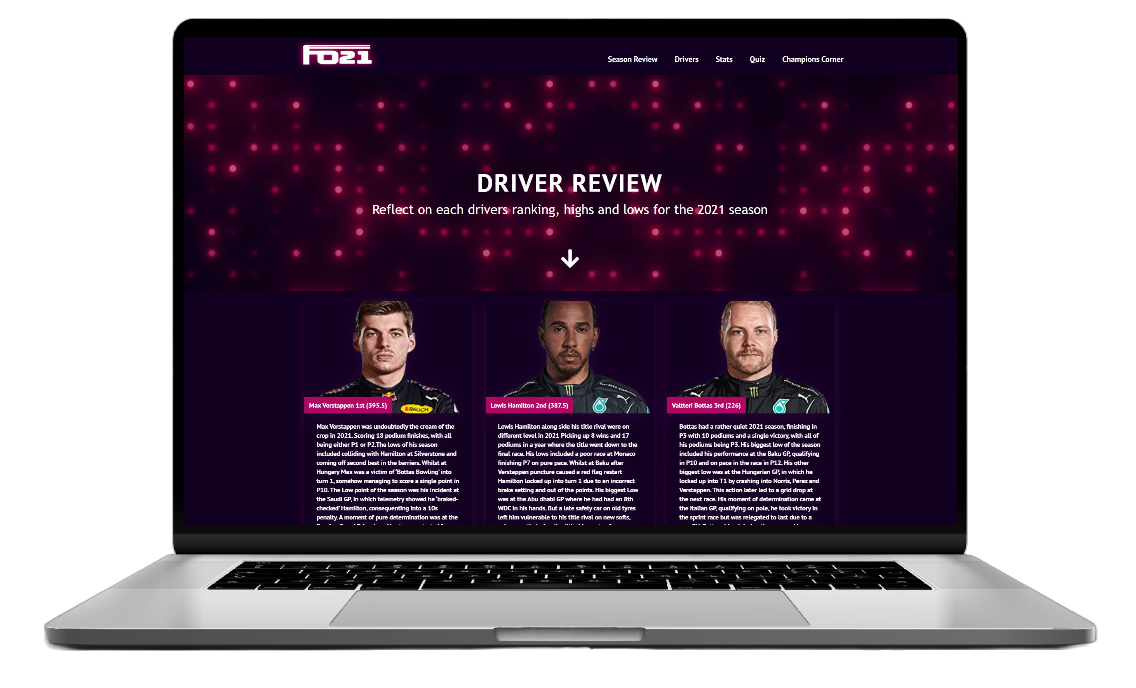 FO21
Season Review Drivers Stats Quiz Champions Corner
DRIVER REVIEW
Reflect on each drivers ranking, highs and lows for the 2021 season
RAUCH
Max Verstappen 1st (395.5)
Lewis Hamilton 2nd (387.5)
Valtteri Bottas 3rd (226)
Max Verstappen was undoubtedly the cream of the
crop in 2021. Scoring 18 podium finishes, with all
being either P1 or P2.The lows of his season
included colliding with Hamilton at Silverstone and
coming off second best in the barriers. Whilst at
Hungary Max was a victim of 'Bottas Bowling' into
turn 1, somehow managing to score a single point in
P10. The Low point of the season was his incident at
the Saudi GP, in which telemetry showed he 'braked-
checked' Hamilton, consequenting into a 10s
penalty. A moment of pure determination was at the
Lewis Hamilton along side his title rival were on
different level in 2021 Picking up 8 wins and 17
podiums in a year where the title went down to the
final race. His lows included a poor race at Monaco
finishing P7 on pure pace. Whilst at Baku after
Verstappen puncture caused a red flag restart
Hamilton locked up into turn 1 due to an incorrect
brake setting and out of the points. His biggest Low
was at the Abu dhabi GP where he had had an 8th
WDC in his hands. But a late safety car on old tyres
left him vulnerable to his title rival on new softs,
Bottas had a rather quiet 2021 season, finishing in
P3 with 10 podiums and a single victory, with all of
his podiums being P3. His biggest low of the season
included his performance at the Baku GP, qualifying
in P10 and on pace in the race in P12. His other
biggest low was at the Hungarian GP, in which he
locked up into T1 by crashing into Norris, Perez and
Verstappen. This action later led to a grid drop at
the next race. His moment of determination came at
the Italian GP, qualifying on pole, he took victory in
the sprint race but was relegated to last due to a